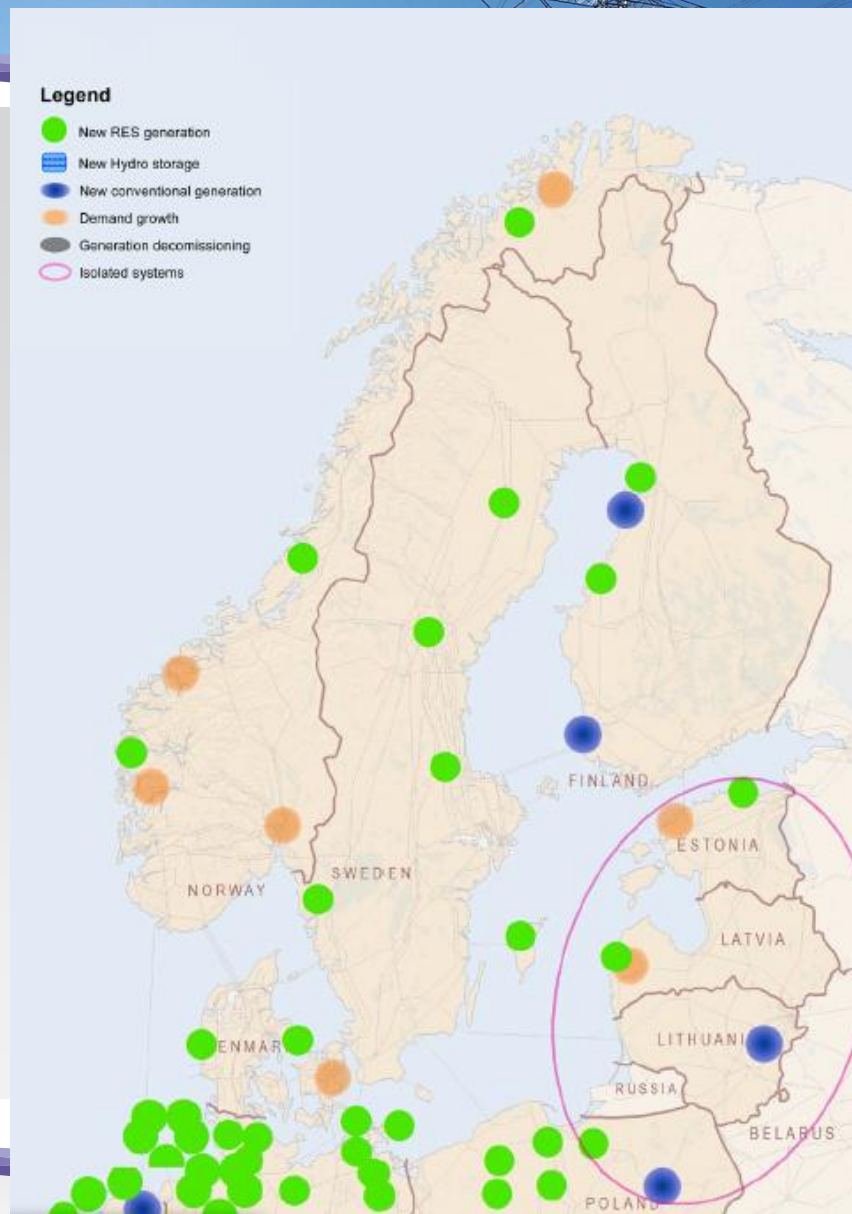 Legend
New RES generation
New Hydro storage
New conventional generation
Demand growth
Generation decomissioning
Isolated systems
FINLAND
ESTONIA
SWEDEN
NORWAY
LATVIA
ENMAR
LITHUANI
RUSSIA
BELARUS
POLAND